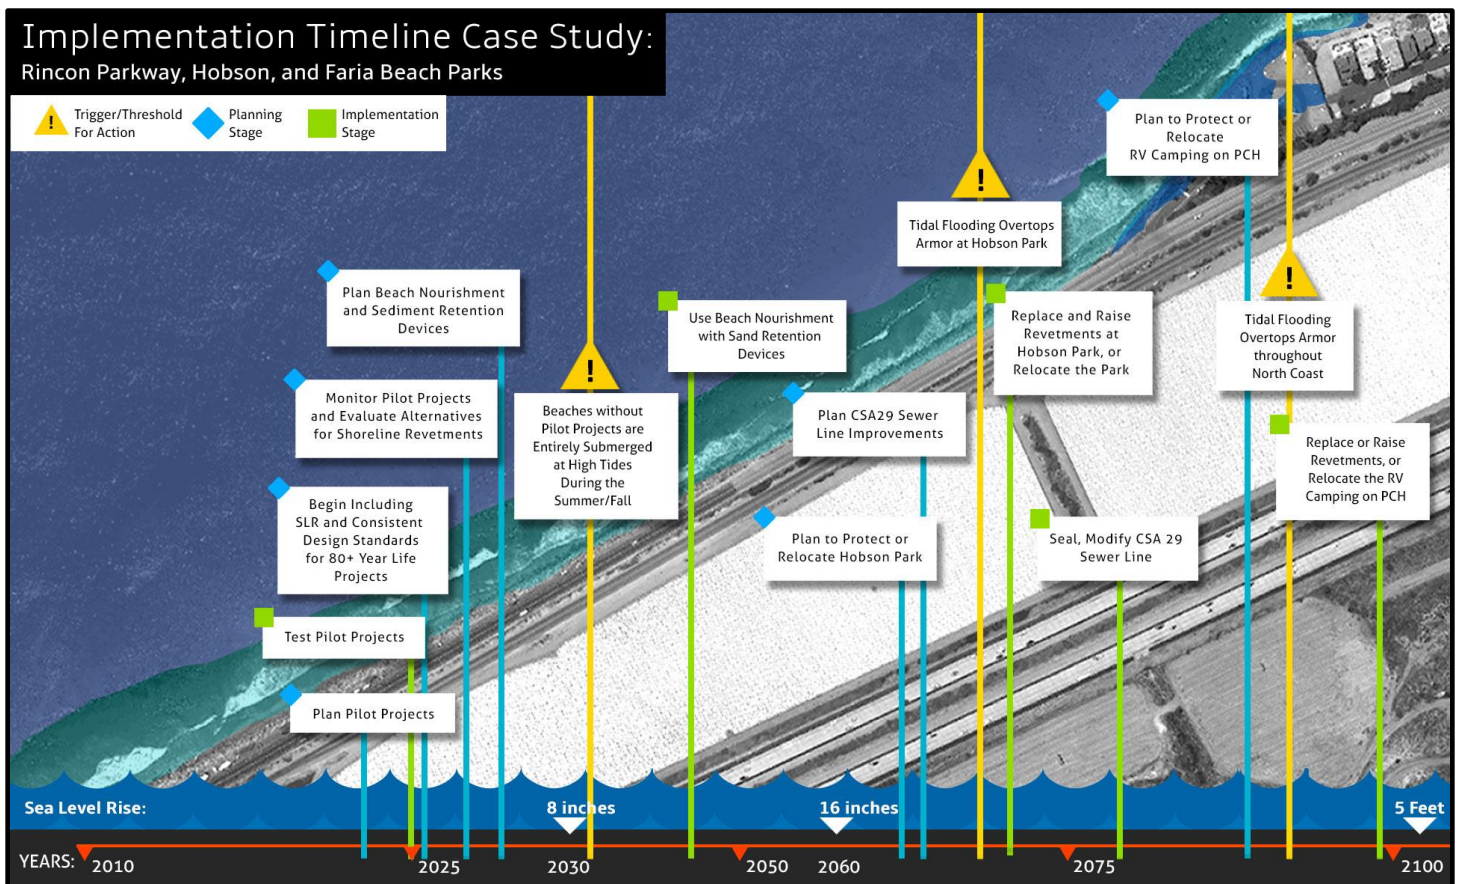 Implementation Timeline Case Study:
Rincon Parkway, Hobson, and Faria Beach Parks
!
Trigger/Threshold
For Action
Planning
Stage
Implementation
Stage
Plan to Protect or
Relocate
RV Camping on PCH
!
Tidal Flooding Overtops
Armor at Hobson Park
!
Tidal Flooding
Overtops Armor
throughout
North Coast
Plan Beach Nourishment
and Sediment Retention
Devices
Use Beach Nourishment
with Sand Retention
Devices
Replace and Raise
Revetments at
Hobson Park, or
Relocate the Park
!
Beaches without
Pilot Projects are
Entirely Submerged
at High Tides
During the
Summer/Fall
Monitor Pilot Projects
and Evaluate Alternatives
for Shoreline Revetments
Plan CSA29 Sewer
Line Improvements
Replace or Raise
Revetments, or
Relocate the RV
Camping on PCH
Begin Including
SLR and Consistent
Design Standards
for 80+ Year Life
Projects
Plan to Protect or
Relocate Hobson Park
Seal, Modify CSA 29
Sewer Line
Test Pilot Projects
Plan Pilot Projects
Sea Level Rise:
8 inches
16 inches
5 Feet
YEARS:
2010
2025
2030
2050
2060
2075
2100